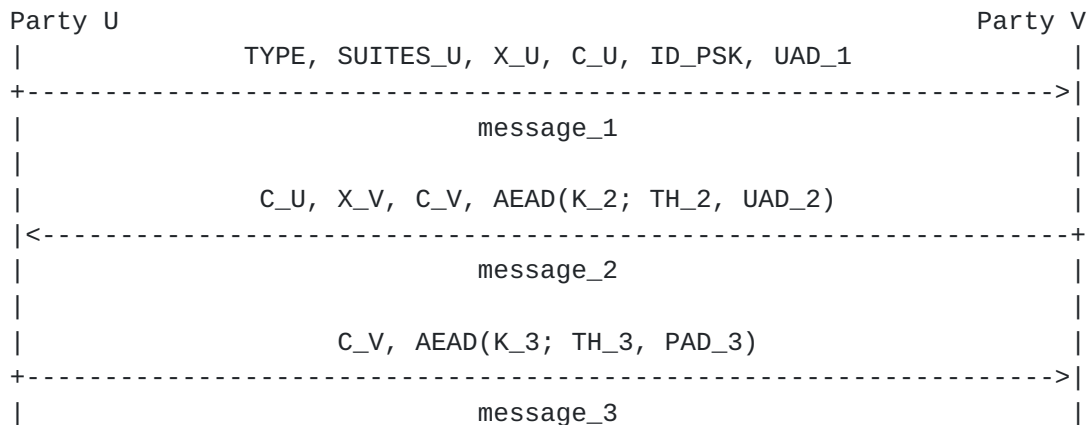 Party U                                                       Party V
|              TYPE, SUITES_U, X_U, C_U, ID_PSK, UAD_1              |
+------------------------------------------------------------------>|
|                             message_1                             |
|                                                                   |
|               C_U, X_V, C_V, AEAD(K_2; TH_2, UAD_2)               |
|<------------------------------------------------------------------+
|                             message_2                             |
|                                                                   |
|                    C_V, AEAD(K_3; TH_3, PAD_3)                    |
+------------------------------------------------------------------>|
|                             message_3                             |